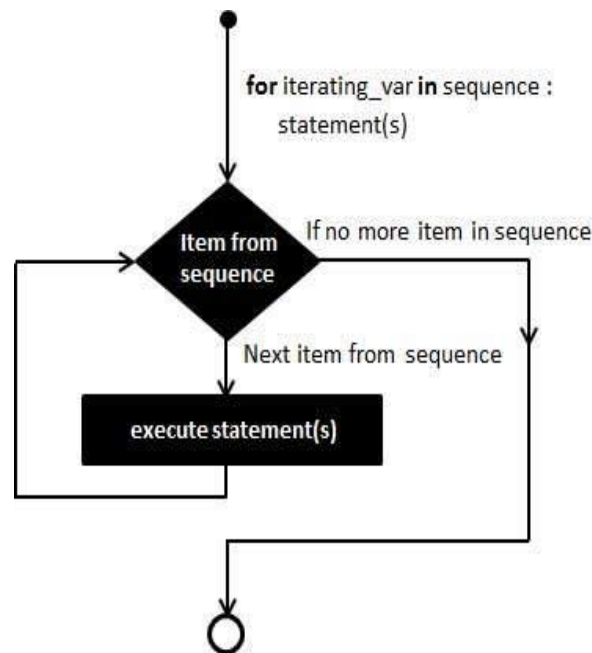 for iterating_var in sequence :
statement(s)
If no more item in sequence
Item from
sequence
Next item from sequence
execute statement(s)